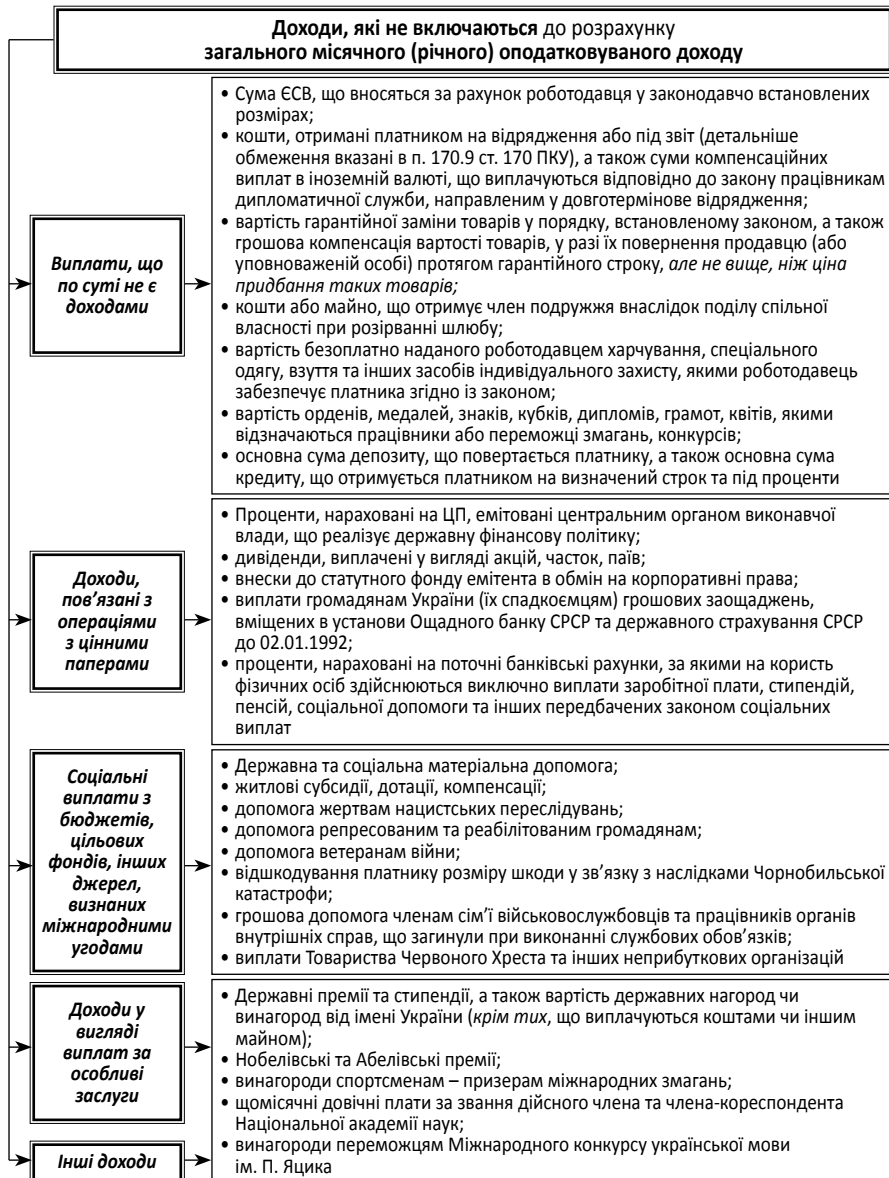 Доходи, які не включаються до розрахунку
загального місячного (річного) оподатковуваного доходу
Виплати, що
по суті не є
доходами
• Сума ЄСВ, що вносяться за рахунок роботодавця у законодавчо встановлених
розмірах;
• кошти, отримані платником на відрядження або під звіт (детальніше
обмеження вказані в п. 170.9 ст. 170 ПКУ), а також суми компенсаційних
виплат в іноземній валюті, що виплачуються відповідно до закону працівникам
дипломатичної служби, направленим у довготермінове відрядження;
• вартість гарантійної заміни товарів у порядку, встановленому законом, а також
грошова компенсація вартості товарів, у разі їх повернення продавцю (або
уповноваженій особі) протягом гарантійного строку, але не вище, ніж ціна
придбання таких товарів;
• кошти або майно, що отримує член подружжя внаслідок поділу спільної
власності при розірванні шлюбу;
• вартість безоплатно наданого роботодавцем харчування, спеціального
одягу, взуття та інших засобів індивідуального захисту, якими роботодавець
забезпечує платника згідно із законом;
• вартість орденів, медалей, знаків, кубків, дипломів, грамот, квітів, якими
відзначаються працівники або переможці змагань, конкурсів;
• основна сума депозиту, що повертається платнику, а також основна сума
кредиту, що отримується платником на визначений строк та під проценти
Доходи,
пов’язані з
операціями
з цінними
паперами
• Проценти, нараховані на ЦП, емітовані центральним органом виконавчої
влади, що реалізує державну фінансову політику;
• дивіденди, виплачені у вигляді акцій, часток, паїв;
• внески до статутного фонду емітента в обмін на корпоративні права;
• виплати громадянам України (їх спадкоємцям) грошових заощаджень,
вміщених в установи Ощадного банку СРСР та державного страхування СРСР
до 02.01.1992;
• проценти, нараховані на поточні банківські рахунки, за якими на користь
фізичних осіб здійснюються виключно виплати заробітної плати, стипендій,
пенсій, соціальної допомоги та інших передбачених законом соціальних
виплат
Соціальні
виплати з
бюджетів,
цільових
фондів, інших
джерел,
визнаних
міжнародними
угодами
• Державна та соціальна матеріальна допомога;
• житлові субсидії, дотації, компенсації;
• допомога жертвам нацистських переслідувань;
• допомога репресованим та реабілітованим громадянам;
• допомога ветеранам війни;
• відшкодування платнику розміру шкоди у зв’язку з наслідками Чорнобильської
катастрофи;
• грошова допомога членам сім’ї військовослужбовців та працівників органів
внутрішніх справ, що загинули при виконанні службових обов’язків;
• виплати Товариства Червоного Хреста та інших неприбуткових організацій
Доходи у
вигляді
виплат за
особливі
заслуги
• Державні премії та стипендії, а також вартість державних нагород чи
винагород від імені України (крім тих, що виплачуються коштами чи іншим
майном);
• Нобелівські та Абелівські премії;
• винагороди спортсменам – призерам міжнародних змагань;
• щомісячні довічні плати за звання дійсного члена та члена-кореспондента
Національної академії наук;
• винагороди переможцям Міжнародного конкурсу української мови
ім. П. Яцика
Інші доходи